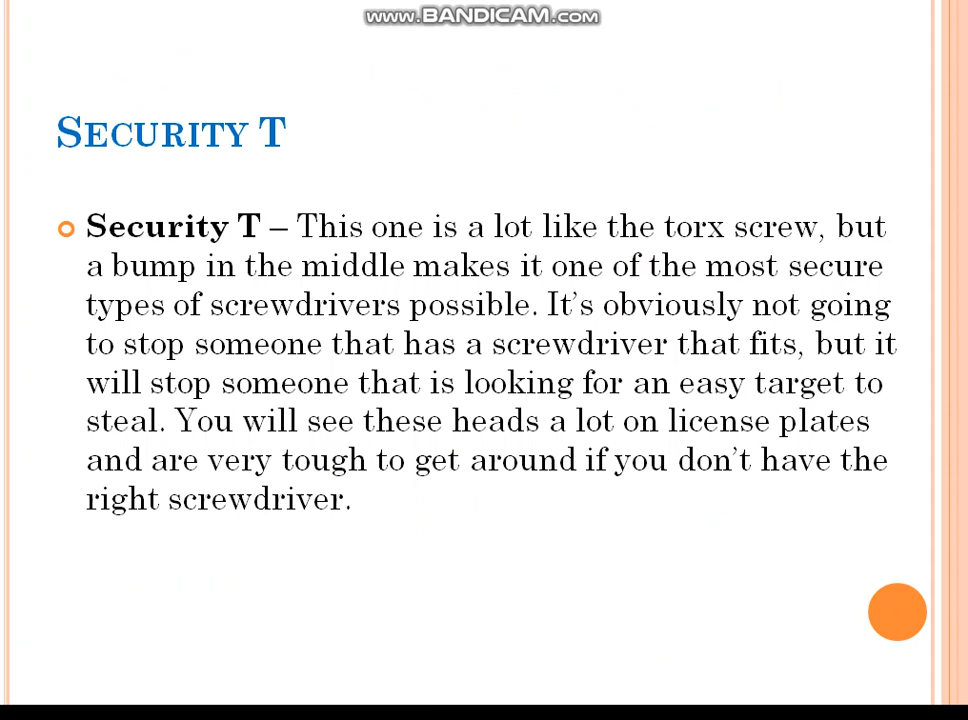 www.BANDICAM.com
SECURITY T
Security T – This one is a lot like the torx screw, but
a bump in the middle makes it one of the most secure
types of screwdrivers possible. It's obviously not going
to stop someone that has a screwdriver that fits, but it
will stop someone that is looking for an easy target to
steal. You will see these heads a lot on license plates
and are very tough to get around if you don't have the
right screwdriver.